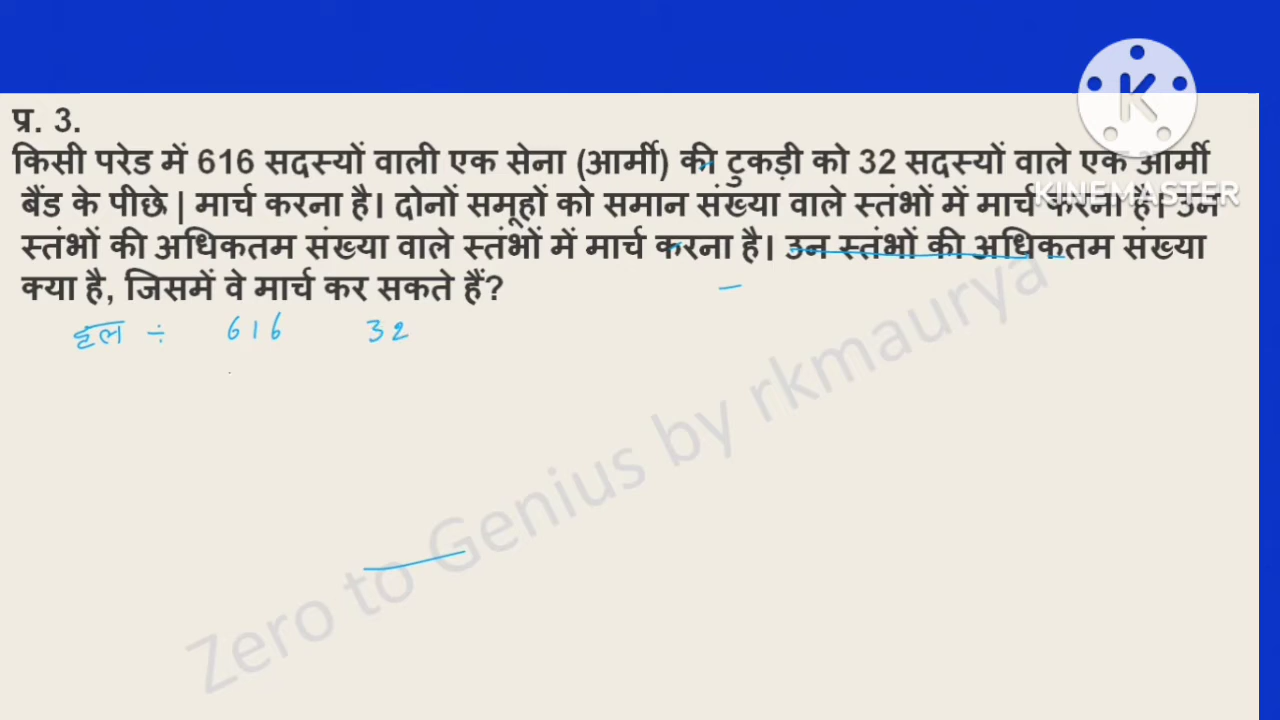 प्र. 3.
किसी परेड में 616 सदस्यों वाली एक सेना (आर्मी) की टुकड़ी को 32 सदस्यों वाले एक आर्मी
बैंड के पीछे | मार्च करना है। दोनों समूहों को समान संख्या वाले स्तंभों में मार्च करना है। उन
स्तंभों की अधिकतम संख्या वाले स्तंभों में मार्च करना है। उन स्तंभों की अधिकतम संख्या
क्या है, जिसमें वे मार्च कर सकते हैं?
हल ÷ 616 32
KINEMASTER
Zero to Genius by rkmaurya